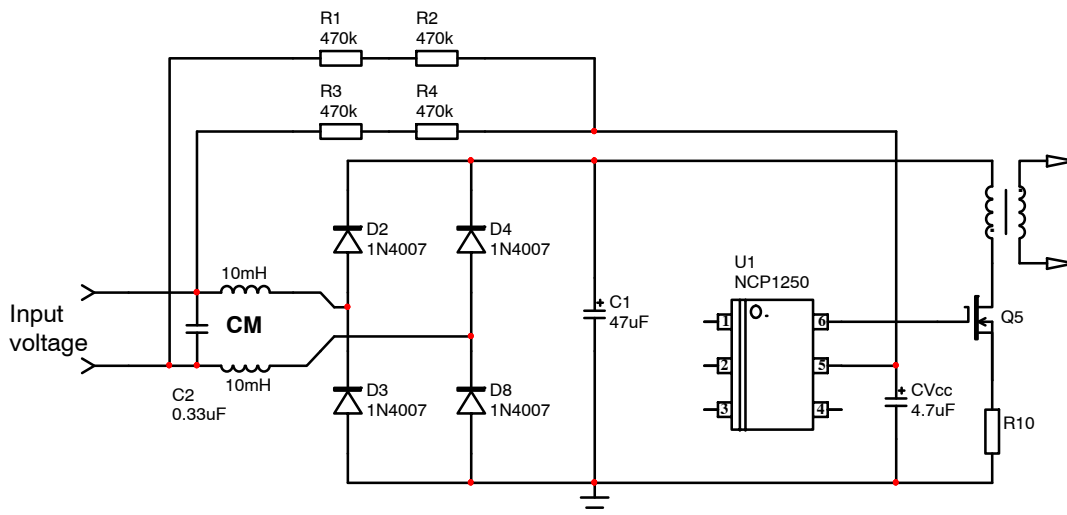 R1
470k
R2
470k
R3
470k
R4
470k
D2
1N4007
D4
1N4007
10mH
Input
voltage
CM
10mH
C2
0.33uF
D3
1N4007
D8
1N4007
+ C1
47uF
U1
NCP1250
1
2
3
6
5
4
Q5
+ CVcc
4.7uF
R10